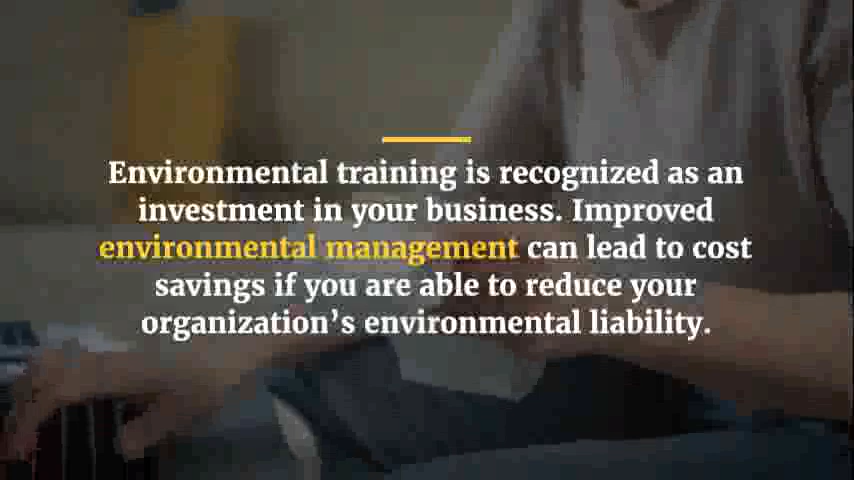 Environmental training is recognized as an
investment in your business. Improved
environmental management can lead to cost
savings if you are able to reduce your
organization’s environmental liability.